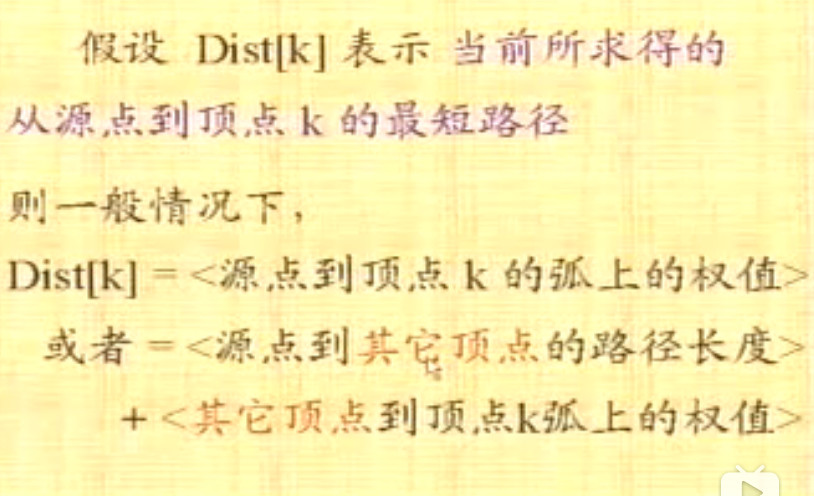 假设 Dist[k] 表示 当前所求得的
从源点到顶点 k 的最短路径
则一般情况下，
Dist[k] = <源点到顶点 k 的弧上的权值>
或者 = <源点到其它顶点的路径长度>
+ <其它顶点到顶点k弧上的权值>